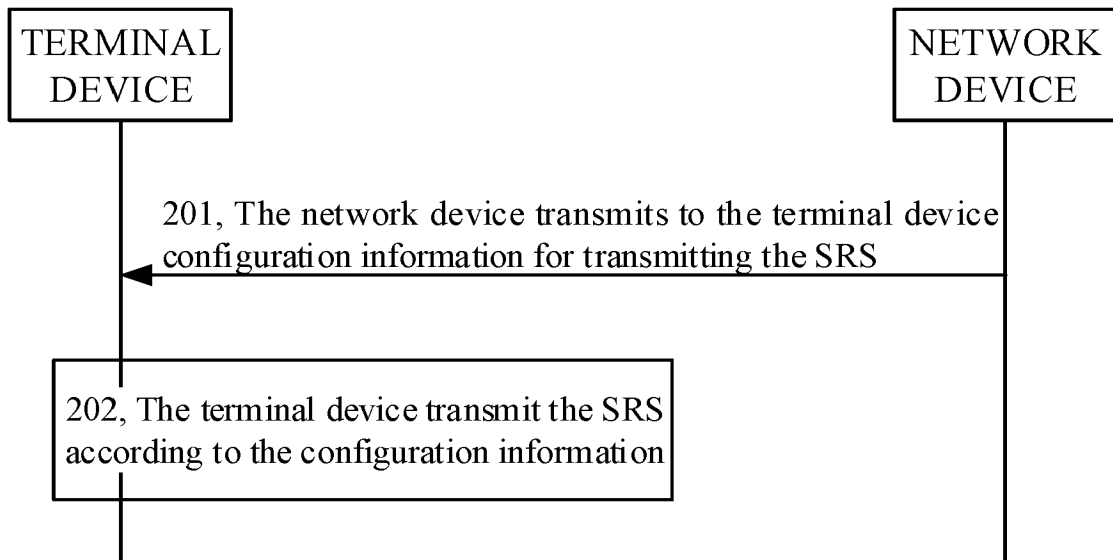 TERMINAL
DEVICE
NETWORK
DEVICE
201, The network device transmits to the terminal device
configuration information for transmitting the SRS
202, The terminal device transmit the SRS
according to the configuration information